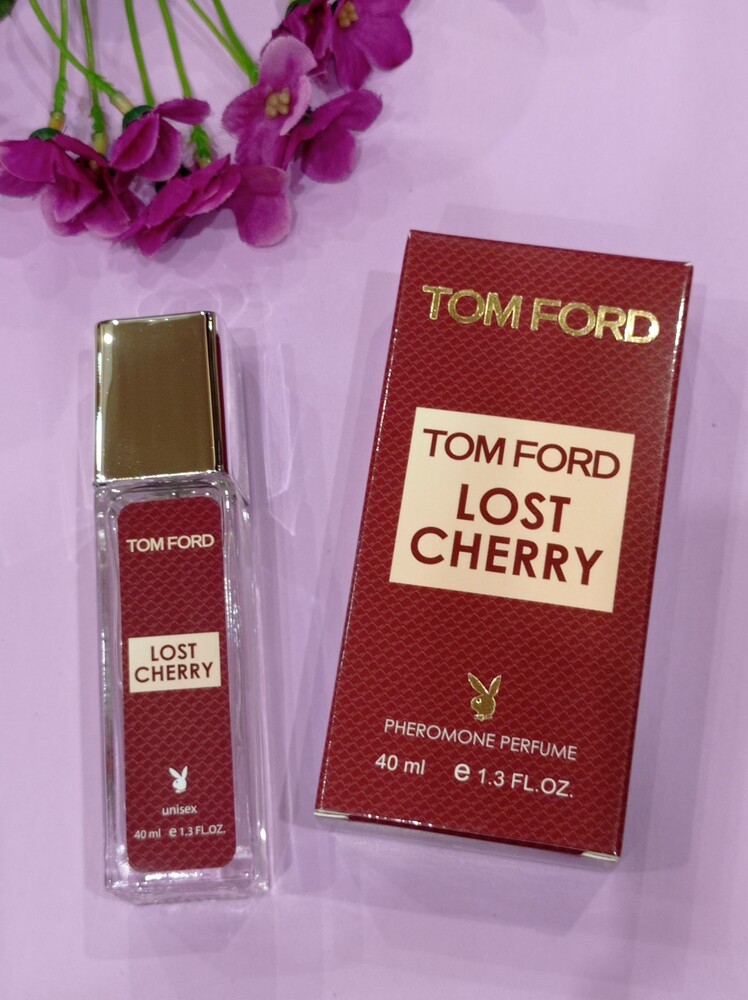 TOM FORD
LOST
CHERRY
unisex
40 ml e 1.3 FL.OZ.
TOM FORD
TOM FORD
LOST
CHERRY
PHEROMONE PERFUME
40 ml e 1.3 FL.OZ.